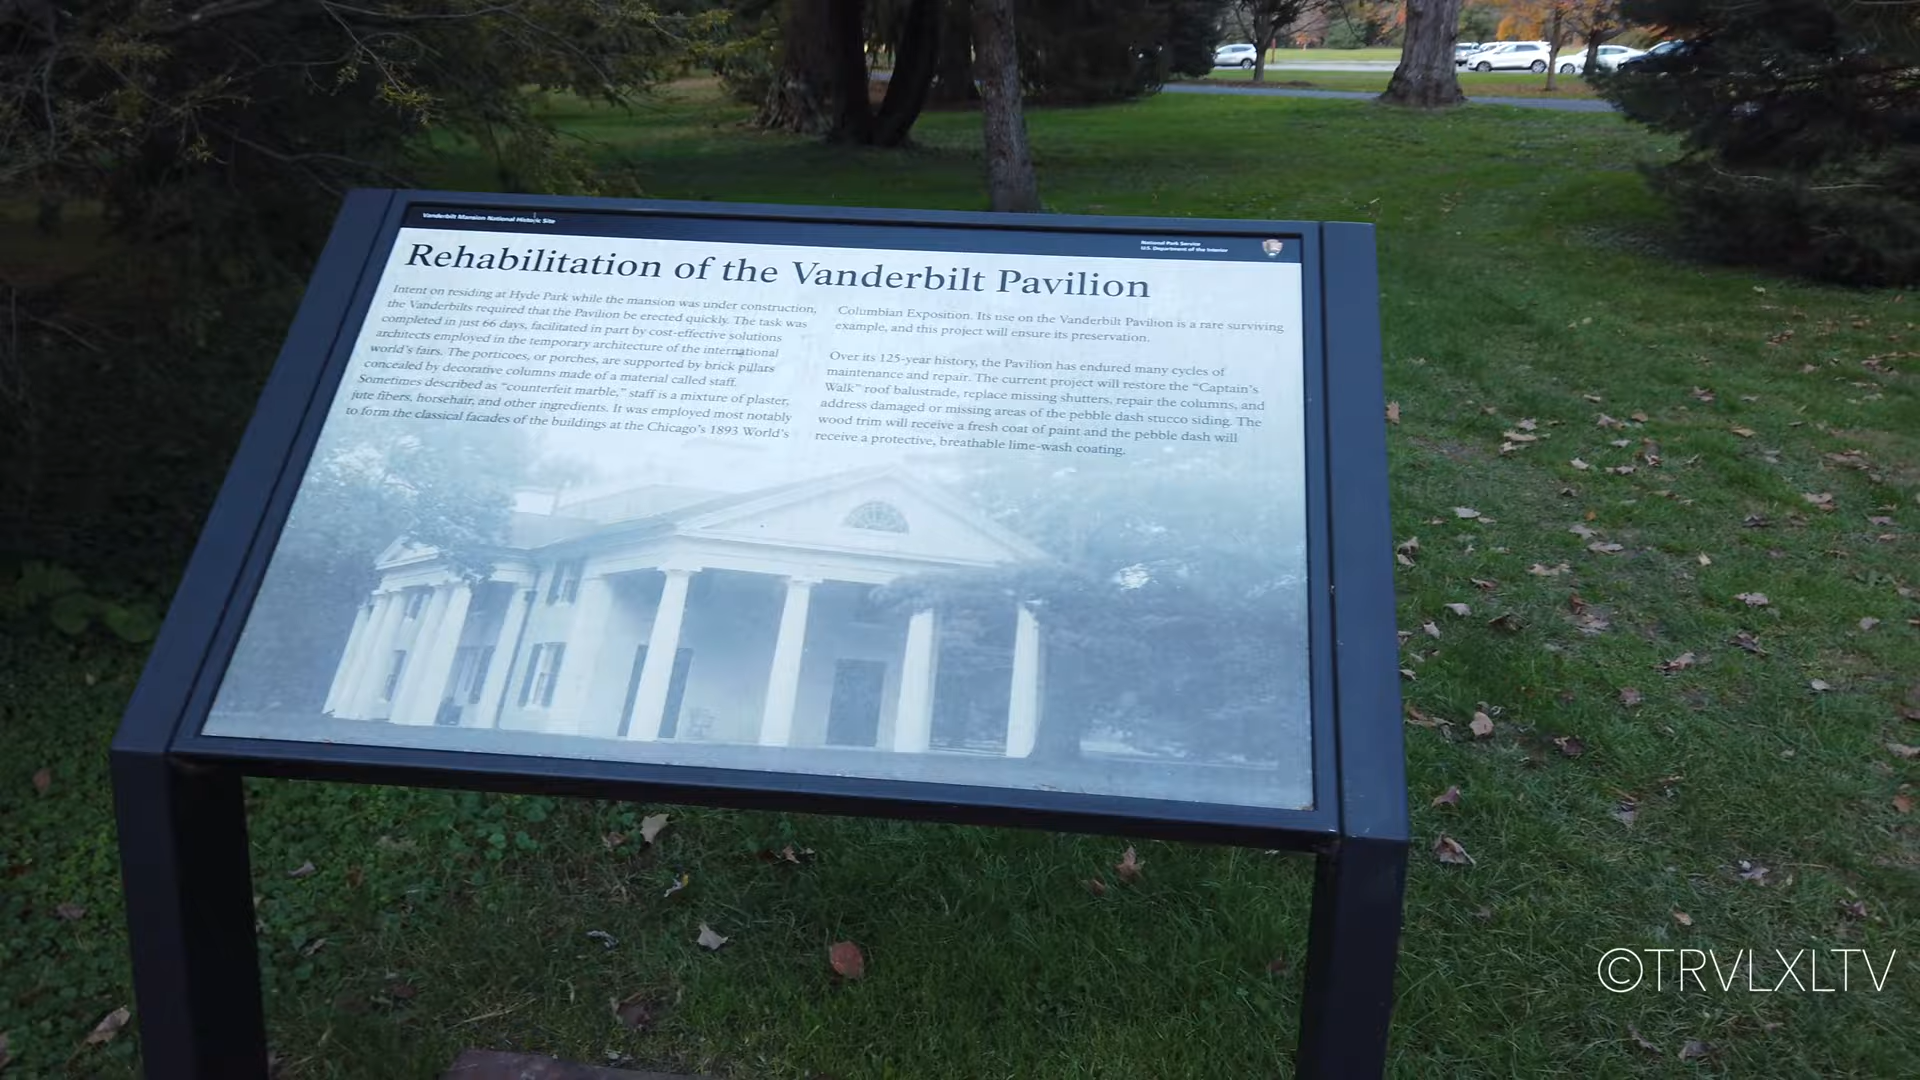 Vanderbilt Mansion National Historic Site
National Park Service
U.S. Department of the Interior
Rehabilitation of the Vanderbilt Pavilion
Intent on residing at Hyde Park while the mansion was under construction,
the Vanderbilts required that the Pavilion be erected quickly. The task was
completed in just 66 days, facilitated in part by cost-effective solutions
architects employed in the temporary architecture of the international
world's fairs. The porticoes, or porches, are supported by brick pillars
concealed by decorative columns made of a material called staff.
Sometimes described as “counterfeit marble,” staff is a mixture of plaster,
jute fibers, horsehair, and other ingredients. It was employed most notably
to form the classical facades of the buildings at the Chicago's 1893 World's
Columbian Exposition. Its use on the Vanderbilt Pavilion is a rare surviving
example, and this project will ensure its preservation.
Over its 125-year history, the Pavilion has endured many cycles of
maintenance and repair. The current project will restore the “Captain's
Walk” roof balustrade, replace missing shutters, repair the columns, and
address damaged or missing areas of the pebble dash stucco siding. The
wood trim will receive a fresh coat of paint and the pebble dash will
receive a protective, breathable lime-wash coating.
©TRVLXLTV